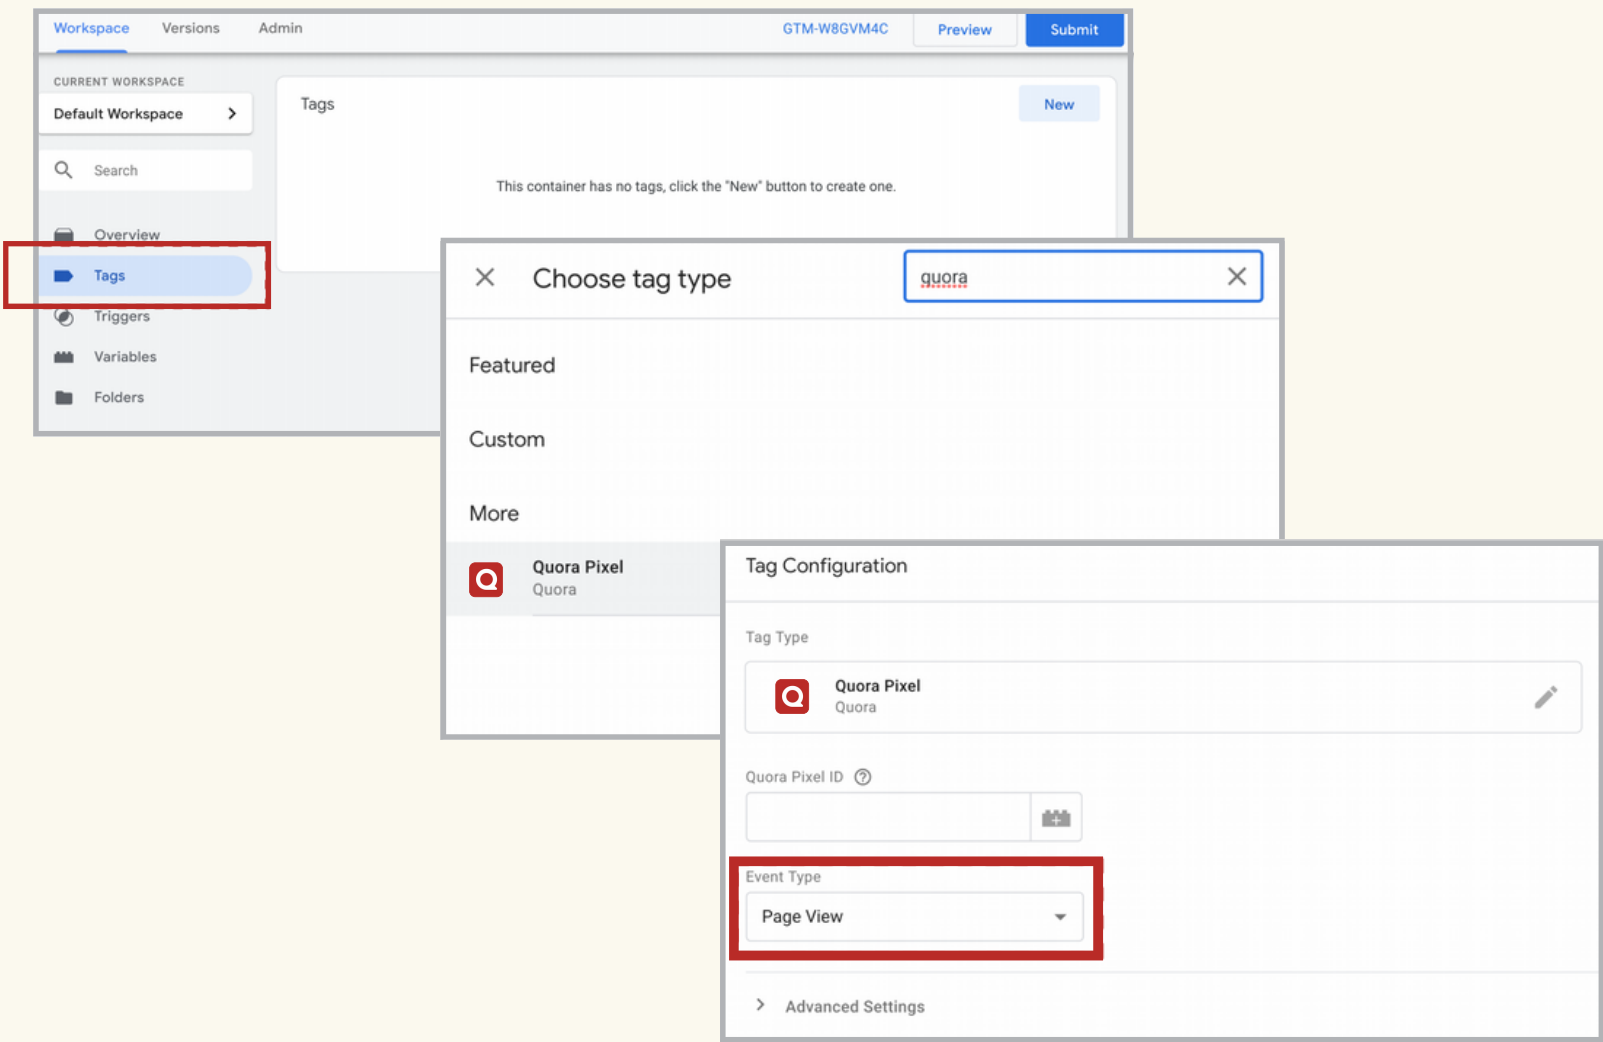 Workspace Versions Admin GTM-W8GVM4C Preview Submit
CURRENT WORKSPACE
Default Workspace
Search
Overview
Tags
Triggers
Variables
Folders
Tags New
This container has no tags, click the "New" button to create one.
Choose tag type quora
Featured
Custom
More
Quora Pixel
Quora
Tag Configuration
Tag Type
Quora Pixel
Quora
Quora Pixel ID
Event Type
Page View
Advanced Settings